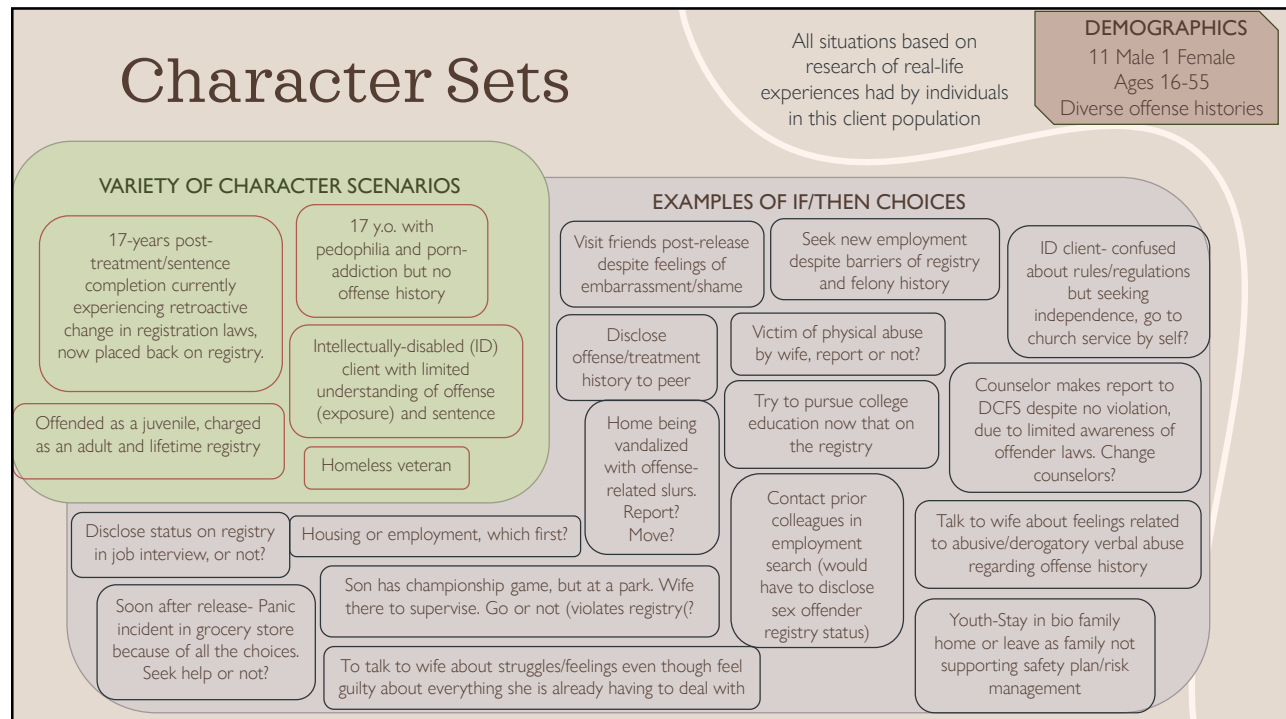 Character Sets
All situations based on
research of real-life
experiences had by individuals
in this client population
DEMOGRAPHICS
11 Male 1 Female
Ages 16-55
Diverse offense histories
VARIETY OF CHARACTER SCENARIOS
17-years post-
treatment/sentence
completion currently
experiencing retroactive
change in registration laws,
now placed back on registry.
17 y.o. with
pedophilia and porn-
addiction but no
offense history
Intellectually-disabled (ID)
client with limited
understanding of offense
(exposure) and sentence
Offended as a juvenile, charged
as an adult and lifetime registry
Homeless veteran
EXAMPLES OF IF/THEN CHOICES
Visit friends post-release
despite feelings of
embarrassment/shame
Seek new employment
despite barriers of registry
and felony history
ID client- confused
about rules/regulations
but seeking
independence, go to
church service by self?
Disclose
offense/treatment
history to peer
Victim of physical abuse
by wife, report or not?
Counselor makes report to
DCFS despite no violation,
due to limited awareness of
offender laws. Change
counselors?
Home being
vandalized
with offense-
related slurs.
Report?
Move?
Try to pursue college
education now that on
the registry
Contact prior
colleagues in
employment
search (would
have to disclose
sex offender
registry status)
Talk to wife about feelings related
to abusive/derogatory verbal abuse
regarding offense history
Disclose status on registry
in job interview, or not?
Housing or employment, which first?
Son has championship game, but at a park. Wife
there to supervise. Go or not (violates registry(?
Soon after release- Panic
incident in grocery store
because of all the choices.
Seek help or not?
To talk to wife about struggles/feelings even though feel
guilty about everything she is already having to deal with
Youth-Stay in bio family
home or leave as family not
supporting safety plan/risk
management